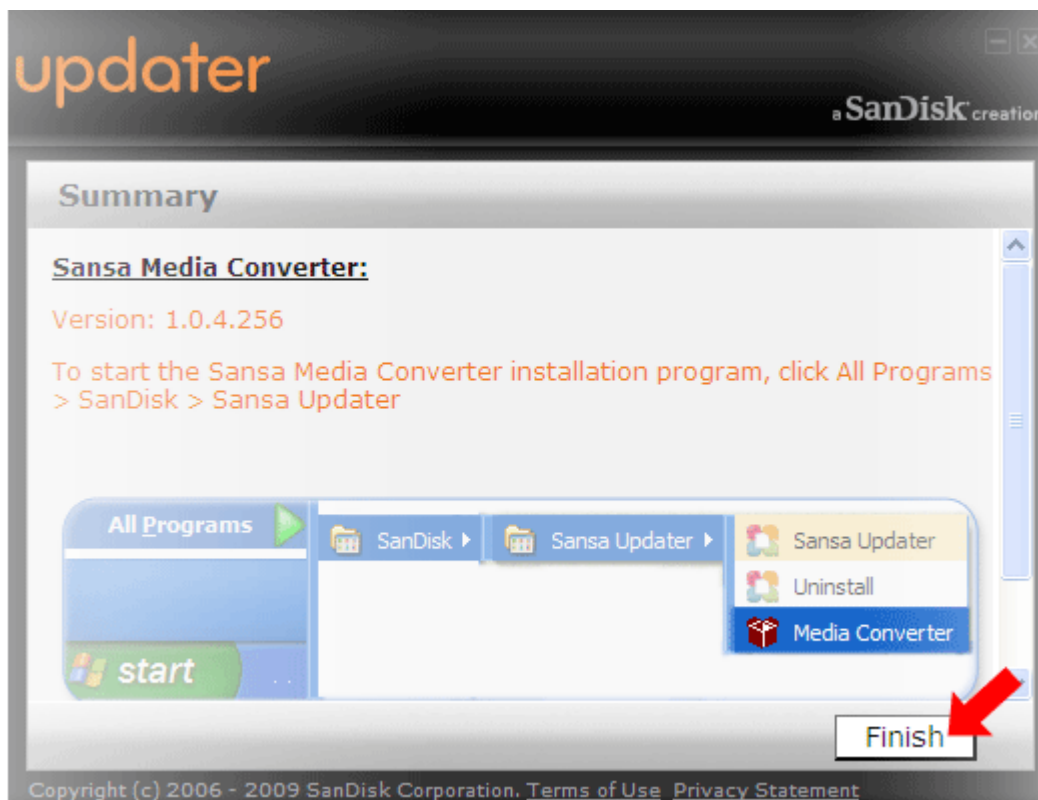 updater
a SanDisk creation
Summary
Sansa Media Converter:
Version: 1.0.4.256
To start the Sansa Media Converter installation program, click All Programs
> SanDisk > Sansa Updater
All Programs
SanDisk
Sansa Updater
Sansa Updater
Uninstall
Media Converter
start
Finish
Copyright (c) 2006 - 2009 SanDisk Corporation. Terms of Use Privacy Statement